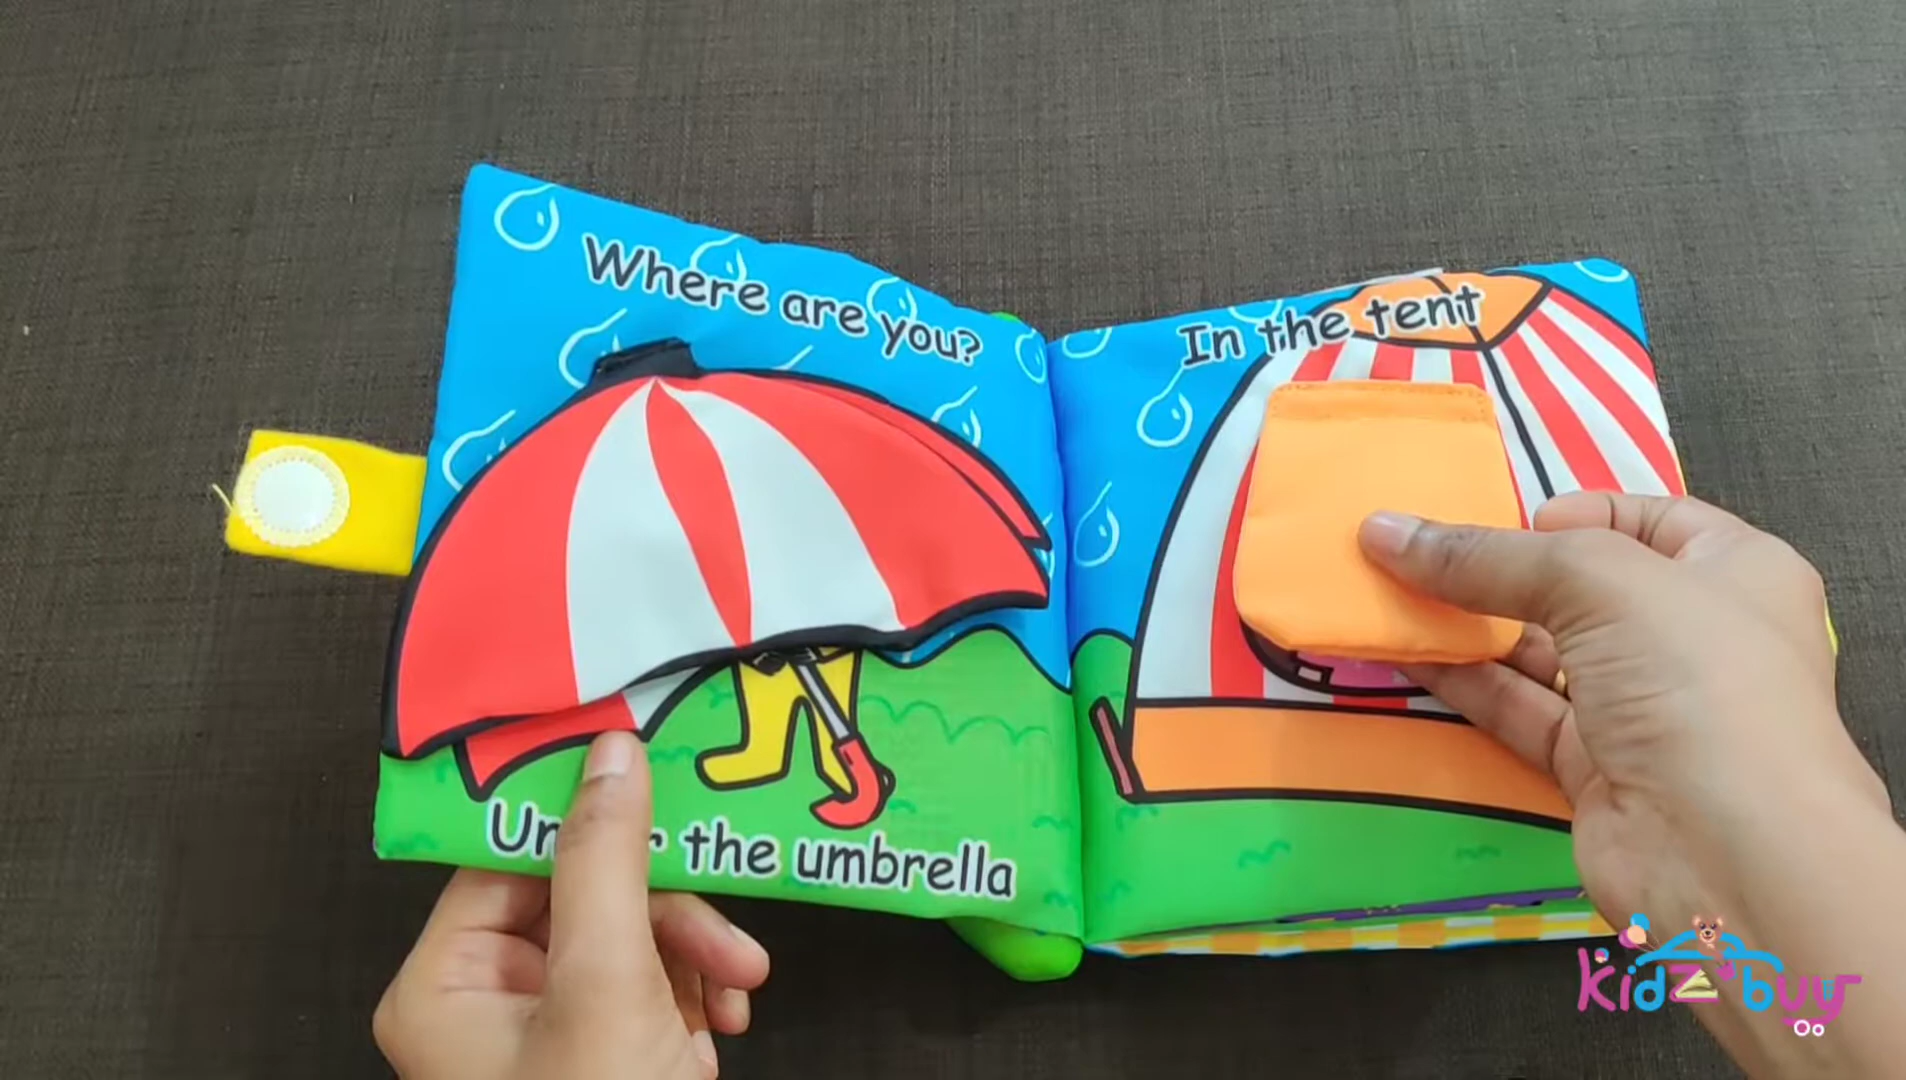 Where are you?
the umbrella
In the tent
kidz buy